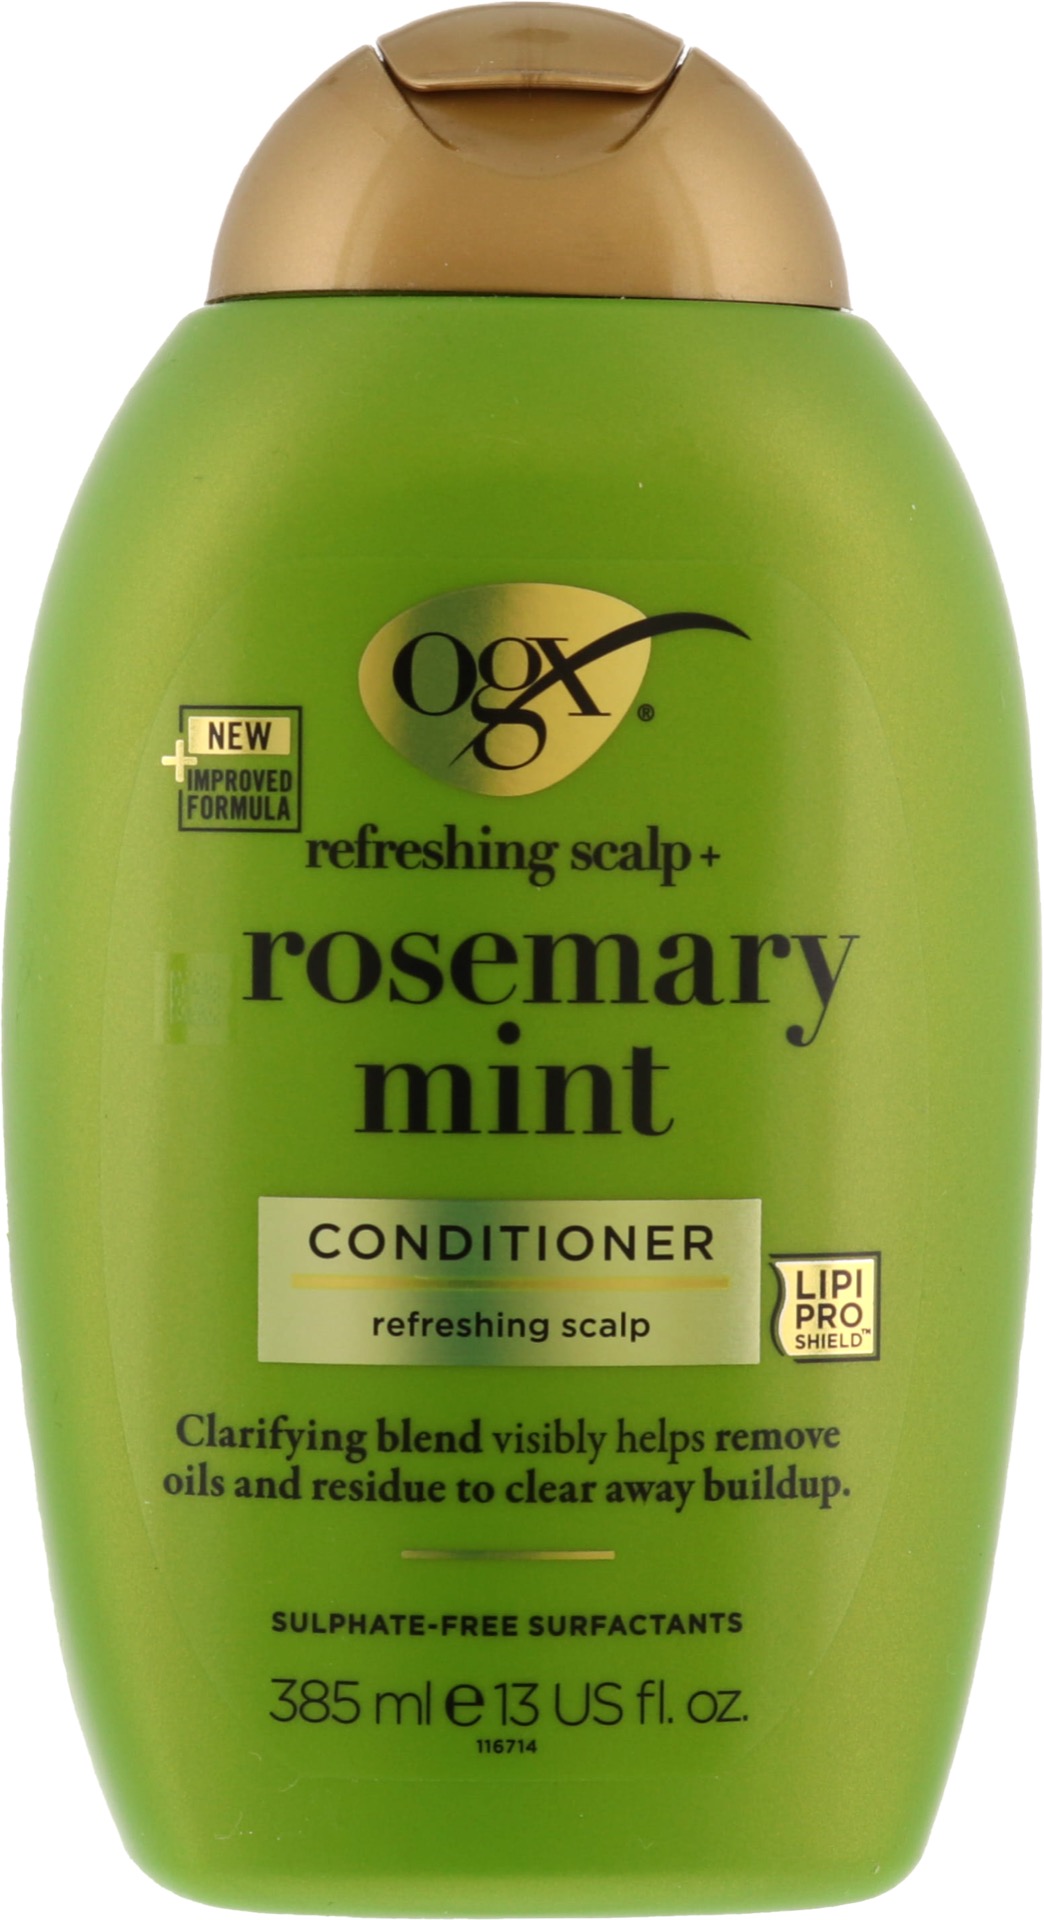 ogx®
NEW
+IMPROVED
FORMULA
refreshing scalp+
rosemary
mint
CONDITIONER
refreshing scalp
LIPI
PRO
SHIELD™
Clarifying blend visibly helps remove
oils and residue to clear away buildup.
SULPHATE-FREE SURFACTANTS
385 ml e 13 US fl. oz.
116714